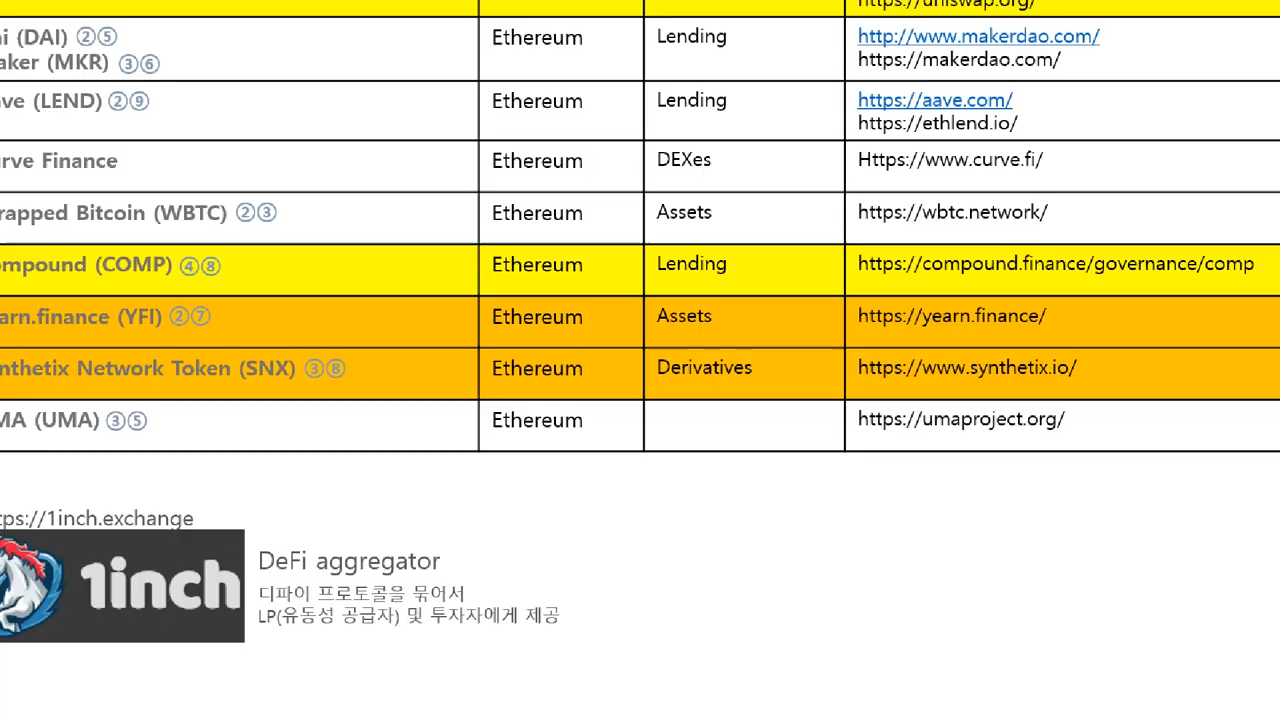 https://uniswap.org/
i (DAI) ②⑤
aker (MKR) ③⑥
Ethereum
Lending
http://www.makerdao.com/
https://makerdao.com/
ve (LEND) ②⑨
Ethereum
Lending
https://aave.com/
https://ethlend.io/
urve Finance
Ethereum
DEXes
Https://www.curve.fi/
rapped Bitcoin (WBTC) ②③
Ethereum
Assets
https://wbtc.network/
ompound (COMP) ④⑧
Ethereum
Lending
https://compound.finance/governance/comp
arn.finance (YFI) ②⑦
Ethereum
Assets
https://yearn.finance/
nthetix Network Token (SNX) ③⑧
Ethereum
Derivatives
https://www.synthetix.io/
MA (UMA) ③⑤
Ethereum
https://umaproject.org/
tps://1inch.exchange
1inch
DeFi aggregator
디파이 프로토콜을 묶어서
LP(유동성 공급자) 및 투자자에게 제공